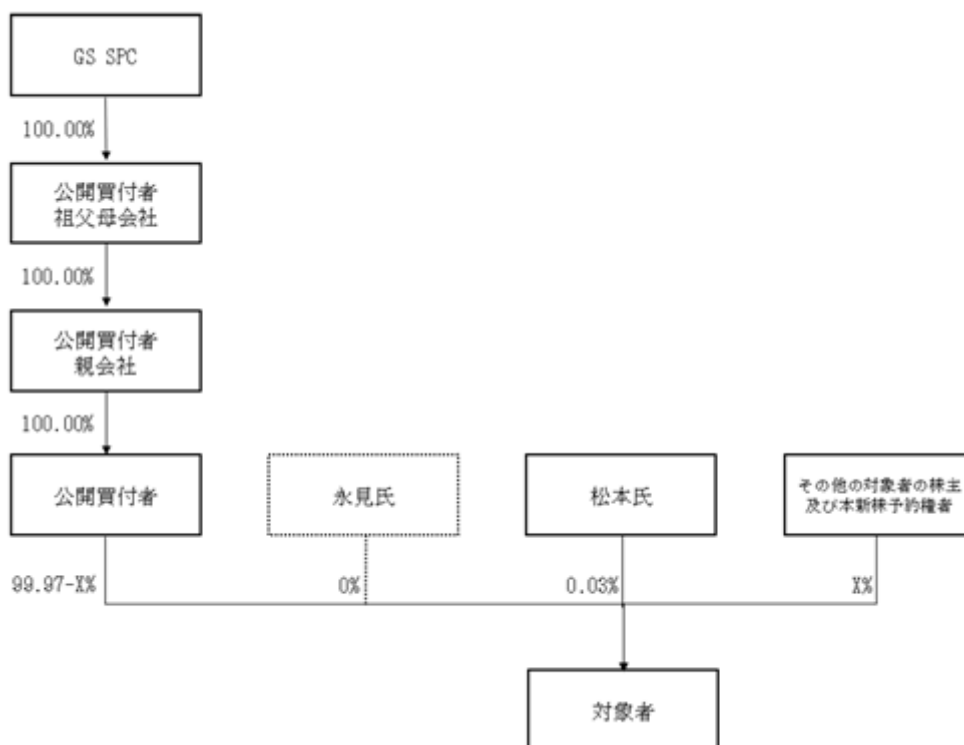 GS SPC
100.00%
公開買付者
祖父母会社
100.00%
公開買付者
親会社
100.00%
公開買付者
永見氏
松本氏
その他の対象者の株主
及び本新株予約権者
99.97-X%
0%
0.03%
X%
対象者